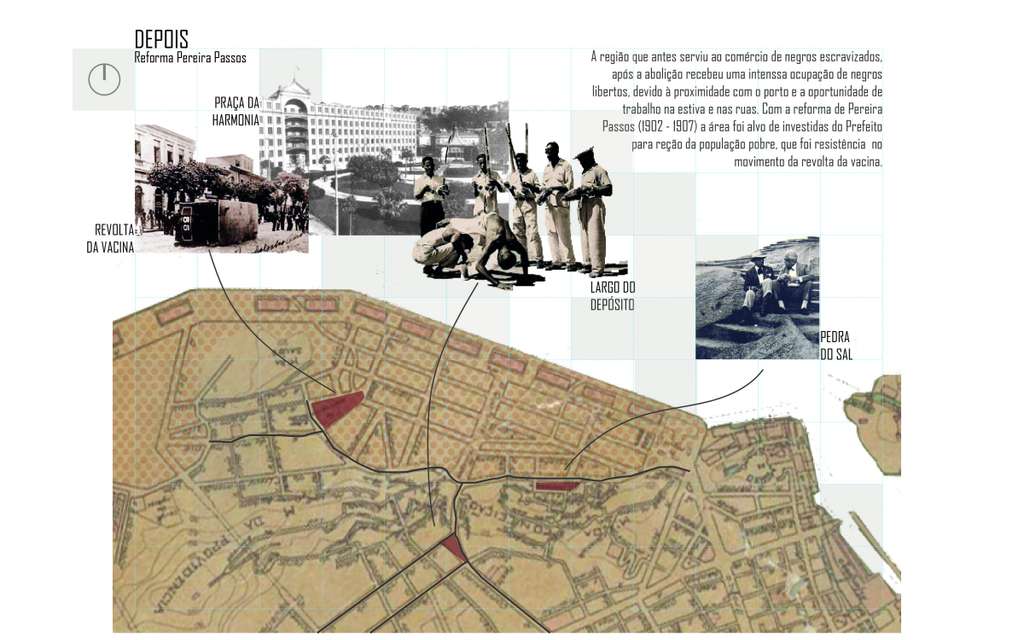 DEPOIS
Reforma Pereira Passos
A região que antes serviu ao comércio de negros escravizados,
após a abolição recebeu uma intenssa ocupação de negros
libertos, devido à proximidade com o porto e a oportunidade de
trabalho na estiva e nas ruas. Com a reforma de Pereira
Passos (1902 - 1907) a área foi alvo de investidas do Prefeito
para reção da população pobre, que foi resistência no
movimento da revolta da vacina.
PRAÇA DA
HARMONIA
REVOLTA
DA VACINA
LARGO DO
DEPÓSITO
PEDRA
DO SAL
PROVIDENCIA